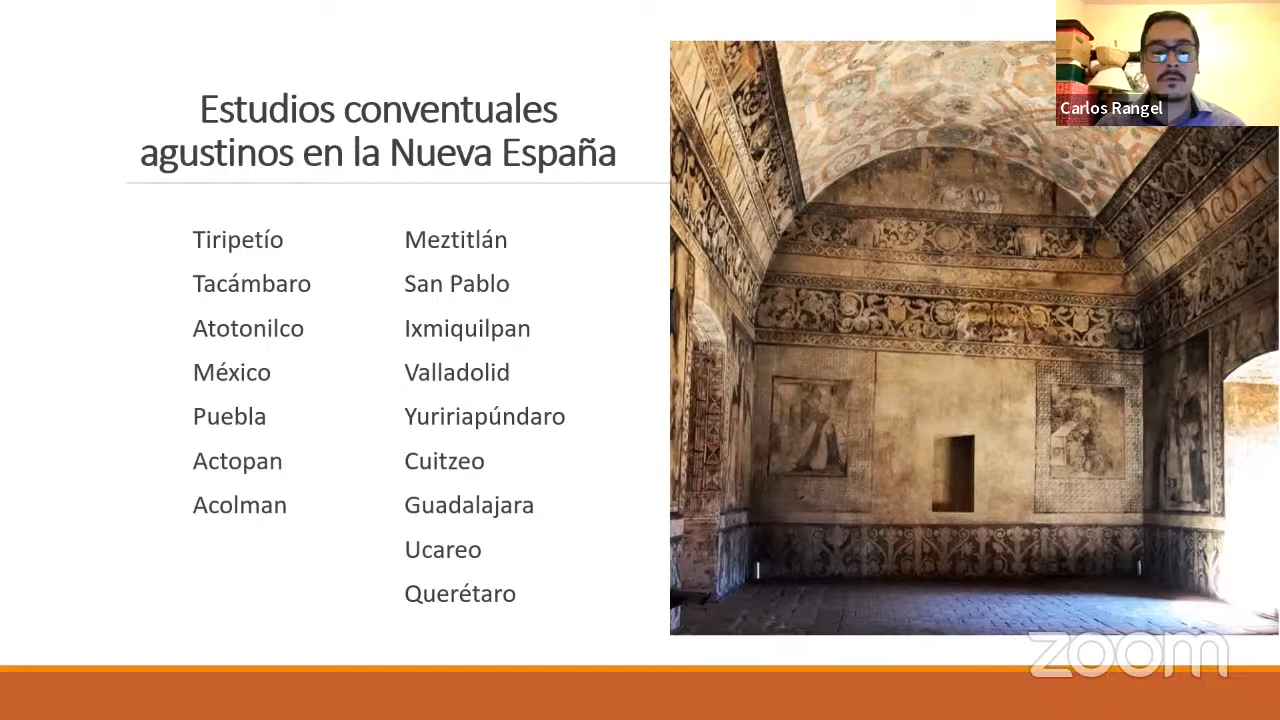 Estudios conventuales
agustinos en la Nueva España
Tiripetío
Tacámbaro
Atotonilco
México
Puebla
Actopan
Acolman
Meztitlán
San Pablo
Ixmiquilpan
Valladolid
Yuririapúndaro
Cuitzeo
Guadalajara
Ucareo
Querétaro
Carlos Rangel
zoom